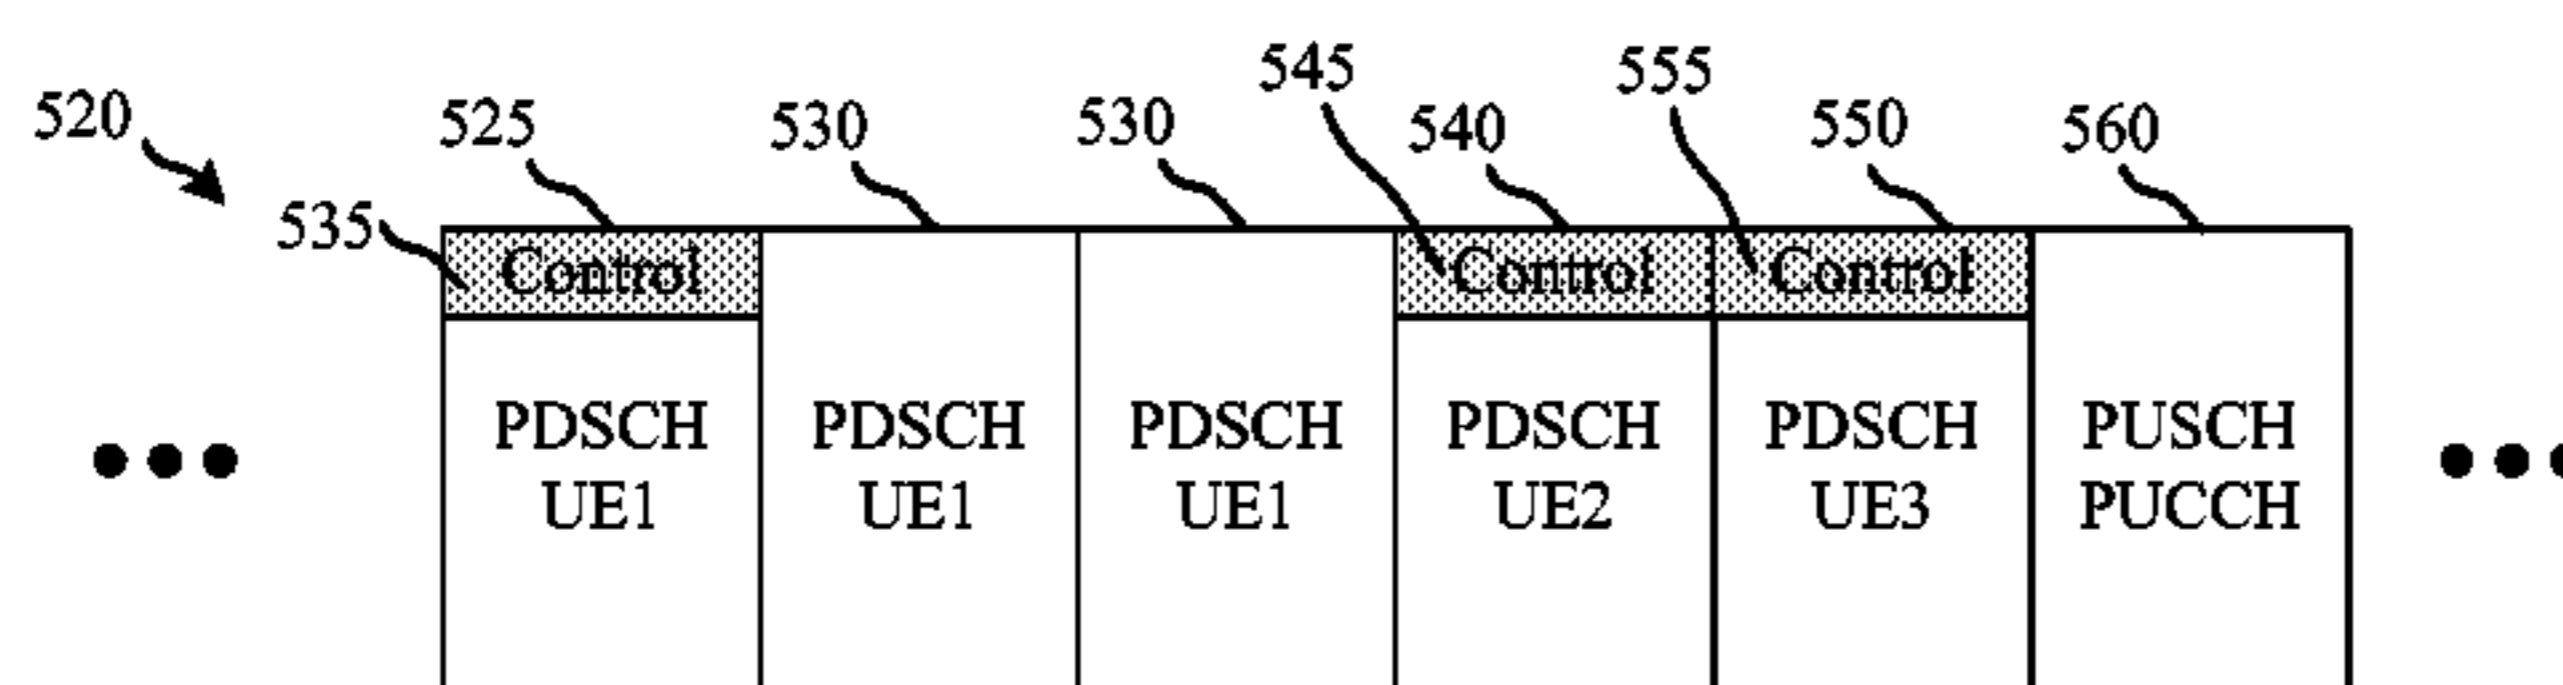 545 555
520 525 530 530 540 550 560
535
Control Control Control
PDSCH PDSCH PDSCH PDSCH PDSCH PUSCH
UE1 UE1 UE1 UE2 UE3 PUCCH